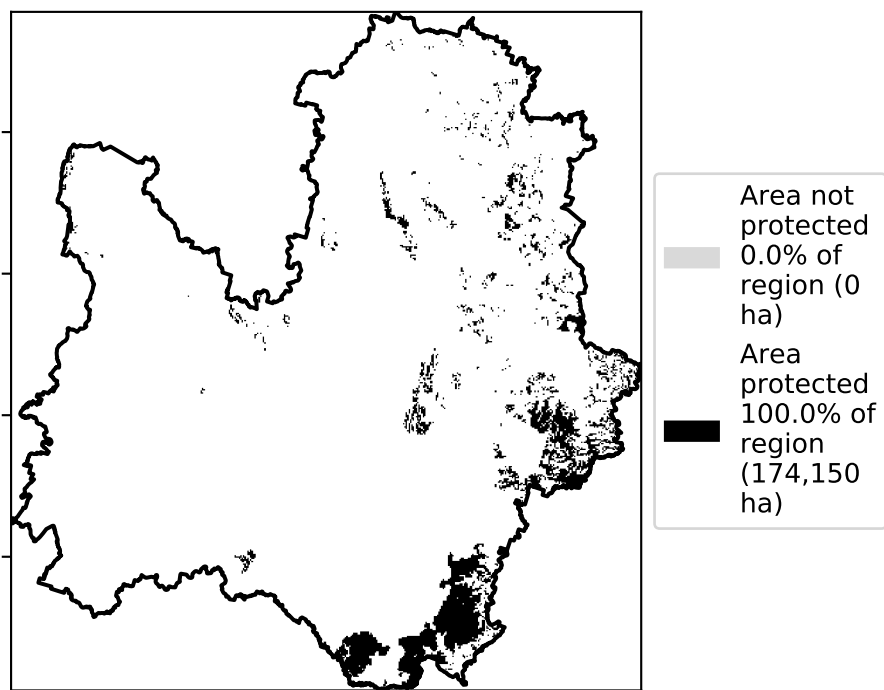 Area not
protected
0.0% of
region (0
ha)
Area
protected
100.0% of
region
(174,150
ha)